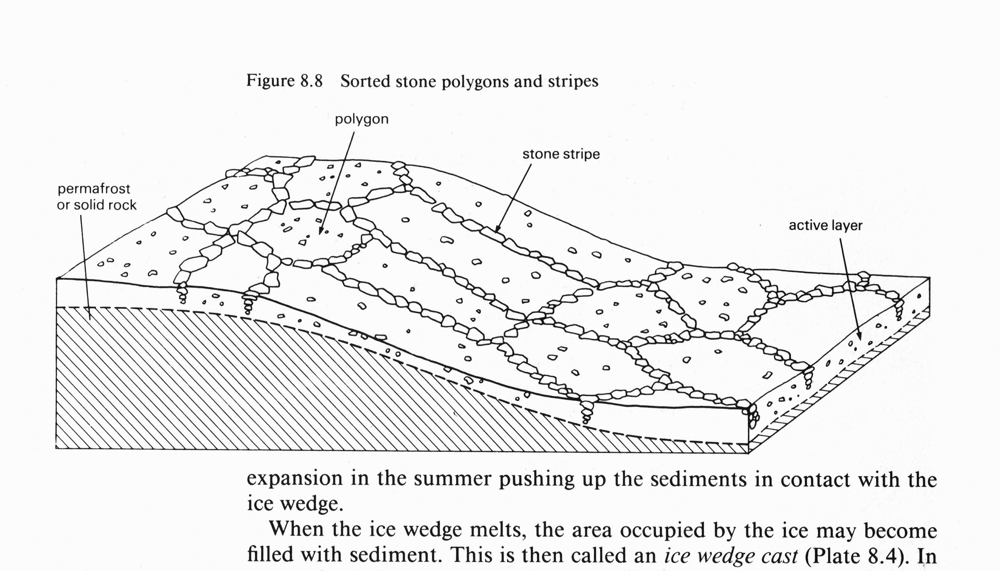 Figure 8.8 Sorted stone polygons and stripes
polygon
stone stripe
permafrost
or solid rock
active layer
expansion in the summer pushing up the sediments in contact with the
ice wedge.
When the ice wedge melts, the area occupied by the ice may become
filled with sediment. This is then called an ice wedge cast (Plate 8.4). In